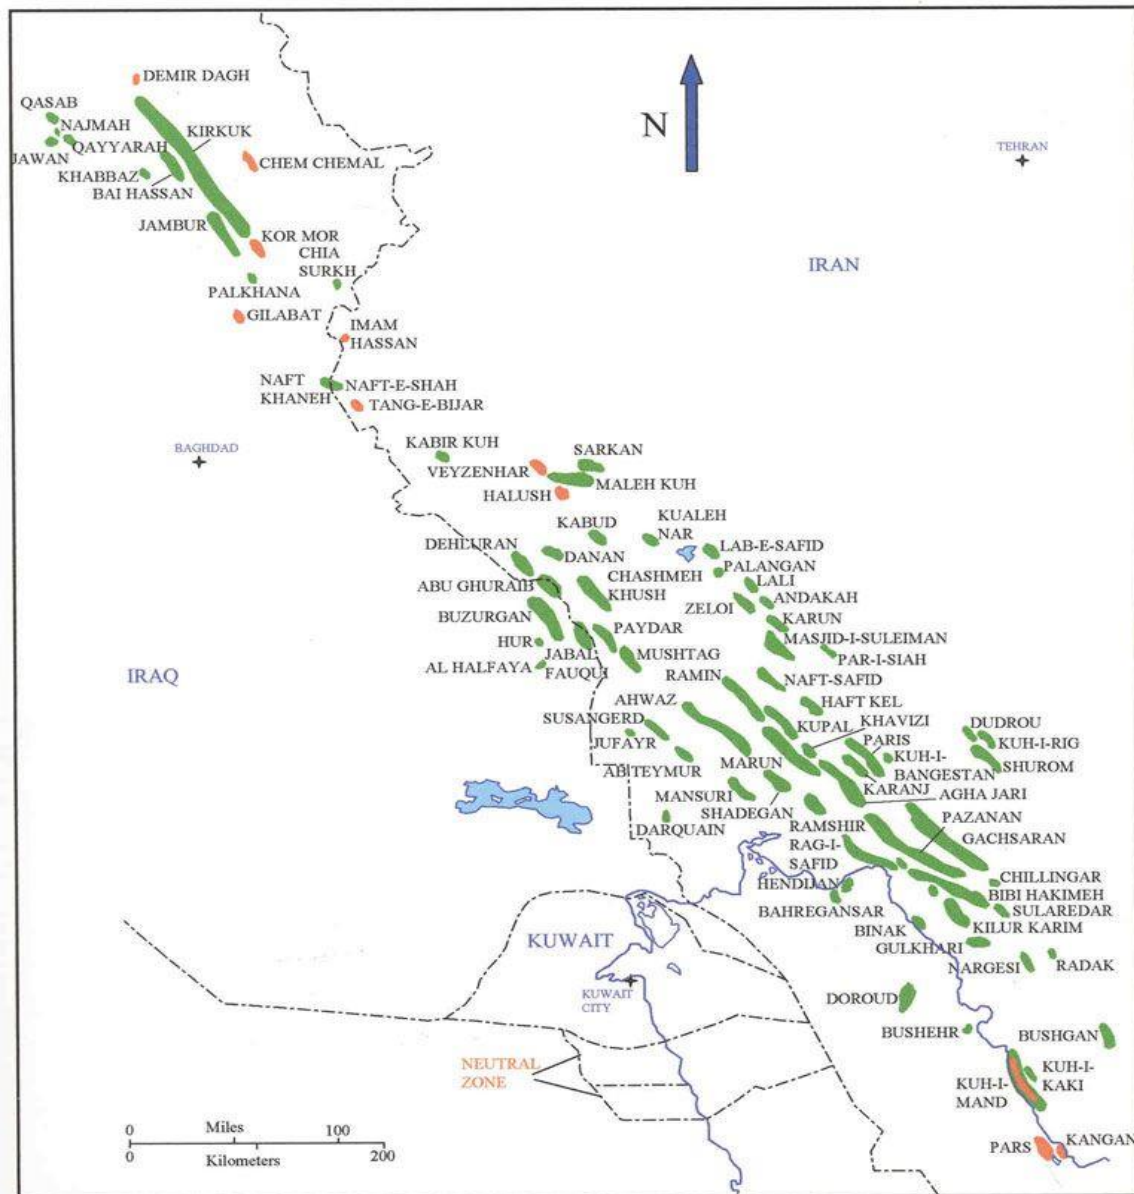 DEMIR DAGH
QASAB
NAJMAH
KIRKUK
QAYYARAH
JAWAN
CHEM CHEMAL
KHABBAZ
BAI HASSAN
N
TEHRAN
JAMBUR
KOR MOR
CHIA
SURKH
IRAN
PALKHANA
GILABAT
IMAM
HASSAN
NAFT
KHANEH
NAFT-E-SHAH
TANG-E-BIJAR
BAGHDAD
KABIR KUH
SARKAN
VEYZENHAR
MALEH KUH
HALUSH
KABUD
KUALEH
NAR
DEHLURAN
DANAN
LAB-E-SAFID
PALANGAN
ABU GHURAIB
CHASHMEH
KHUSH
LALI
ZELOI
ANDAKAH
BUZURGAN
KARUN
PAYDAR
MASJID-I-SULEIMAN
HUR
JABAL
FAUQUI
MUSHTAG
PAR-I-SIAH
AL HALFAYA
IRAQ
RAMIN
NAFT-SAFID
AHWAZ
HAFT KEL
SUSANGERD
KUPAL
KHAVIZI
DUDROU
JUFAYR
PARIS
KUH-I-RIG
ABITEYMUR
MARUN
KUH-I-
BANGESTAN
SHUROM
KARANJ
MANSURI
SHADEGAN
AGHA JARI
DARQUAIN
RAMSHIR
PAZANAN
RAG-I-
SAFID
GACHSARAN
HENDIJAN
CHILLINGAR
BIBI HAKIMEH
BAHREGANSAR
SULAREDAR
BINAK
KILUR KARIM
KUWAIT
GULKHARI
NARGESI
RADAK
KUWAIT
CITY
DOROUD
BUSHEHR
BUSHGAN
NEUTRAL
ZONE
KUH-I-
KAKI
KUH-I-
MAND
PARS
KANGAN
0 Miles 100
0 Kilometers 200